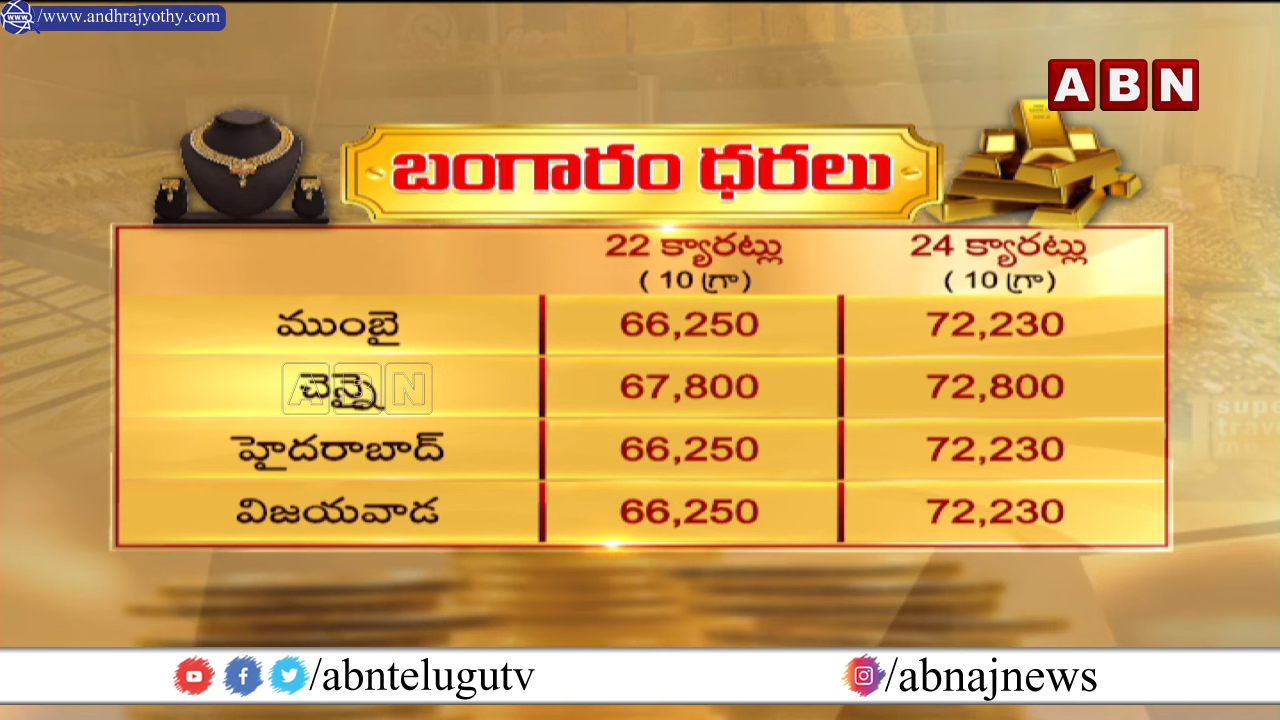 /www.andhrajyothy.com
ABN
బంగారం ధరలు
22 క్యారట్లు 24 క్యారట్లు
( 10 గ్రా) ( 10 గ్రా)
ముంబై 66,250 72,230
చెన్నై 67,800 72,800
ABN
హైదరాబాద్ 66,250 72,230
విజయవాడ 66,250 72,230
/abntelugutv /abnajnews